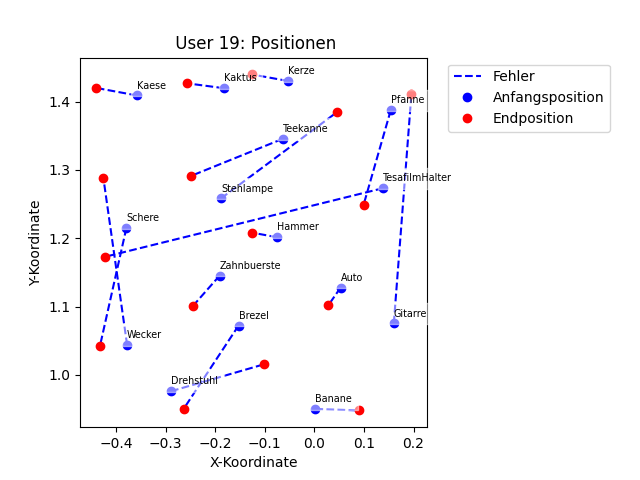 User 19: Positionen
Fehler
Anfangsposition
Endposition
Kaese
Kaktus
Kerze
Pfanne
Teekanne
Stehlampe
TesafilmHalter
Schere
Hammer
Zahnbuerste
Auto
Brezel
Gitarre
Wecker
Drehstuhl
Banane
Y-Koordinate
1.4
1.3
1.2
1.1
1.0
−0.4
−0.3
−0.2
−0.1
0.0
0.1
0.2
X-Koordinate